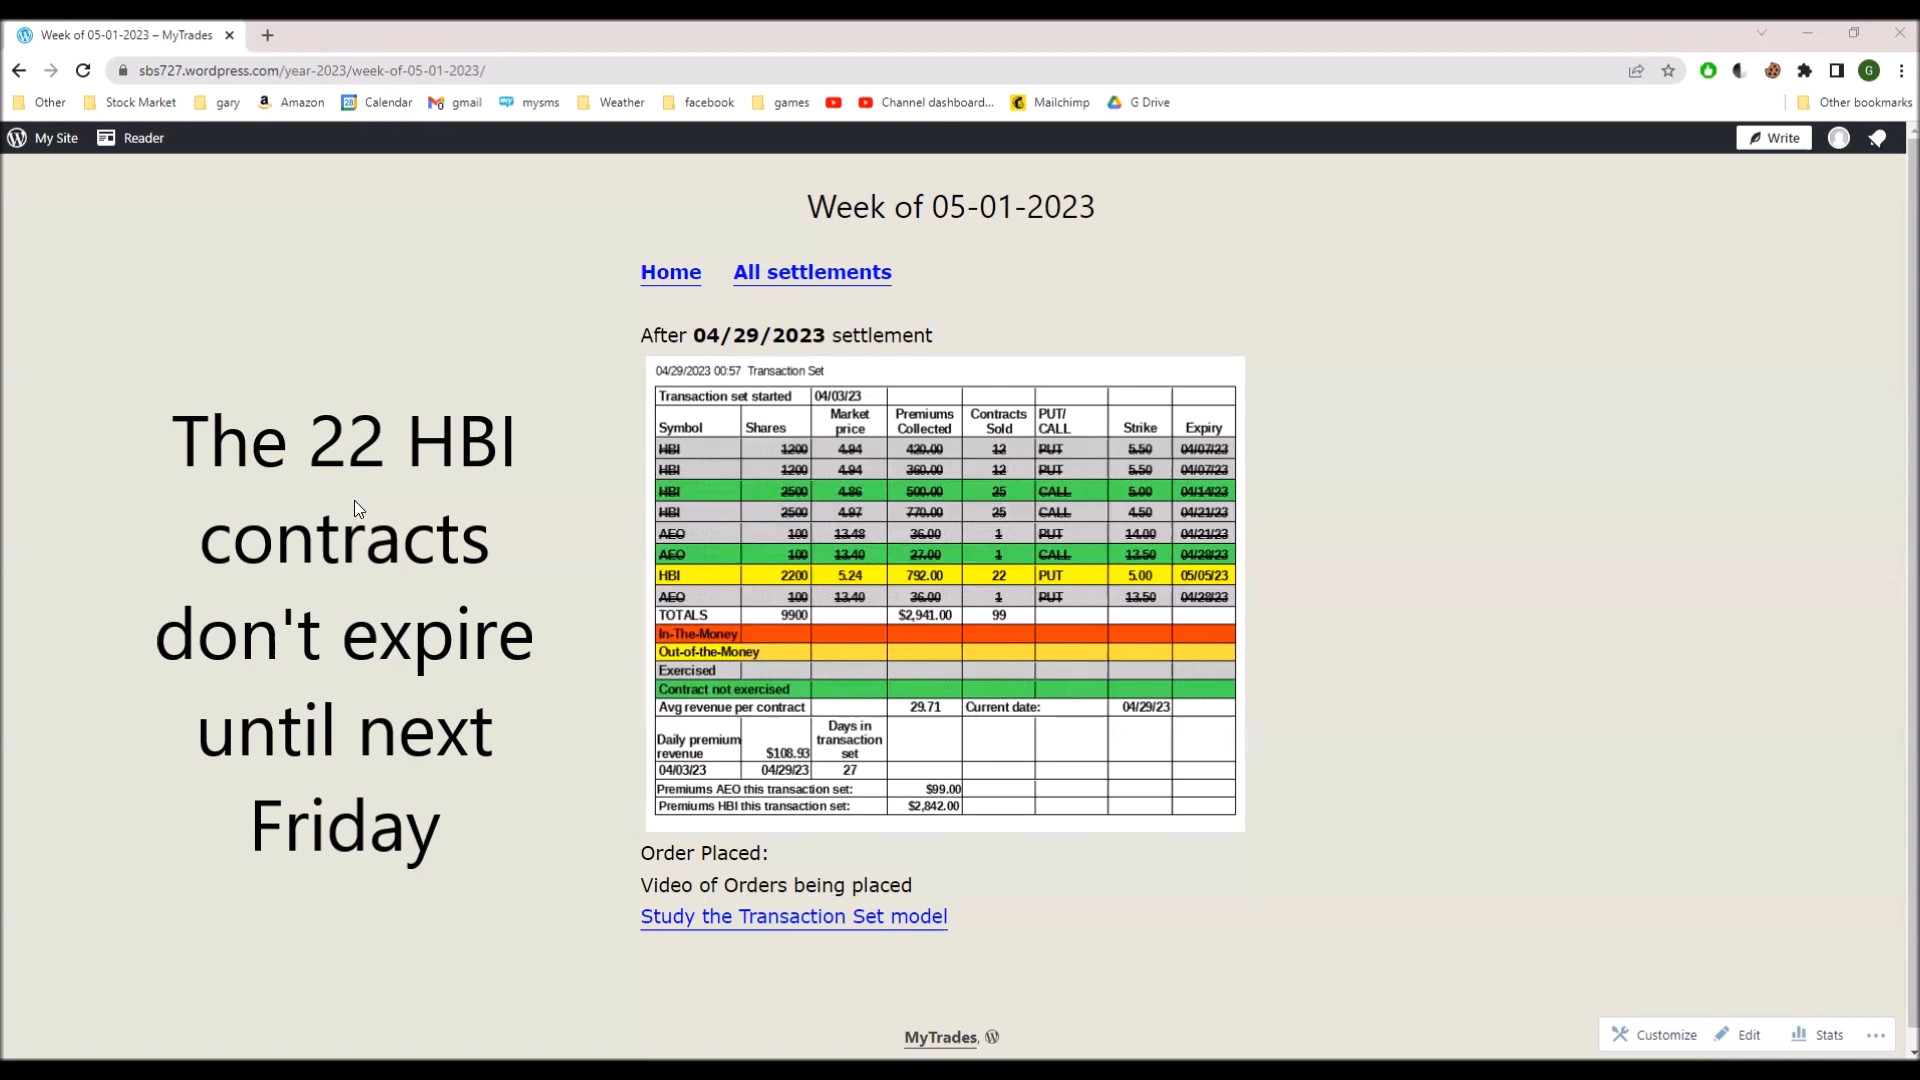 Week of 05-01-2023 – MyTrades
sbs727.wordpress.com/year-2023/week-of-05-01-2023/
G
Other Stock Market gary Amazon Calendar gmail mysms Weather facebook games Channel dashboard... Mailchimp G Drive Other bookmarks
My Site Reader Write
Week of 05-01-2023
Home All settlements
After 04/29/2023 settlement
The 22 HBI
contracts
don't expire
until next
Friday
04/29/2023 00:57 Transaction Set
Transaction set started 04/03/23
Symbol Shares Market price Premiums Collected Contracts Sold PUT/ CALL Strike Expiry
HBI 1200 4.94 420.00 12 PUT 5.50 04/07/23
HBI 1200 4.94 360.00 12 PUT 5.50 04/07/23
HBI 2500 4.86 500.00 25 CALL 5.00 04/14/23
HBI 2500 4.97 770.00 25 CALL 4.50 04/21/23
AEO 100 13.48 36.00 1 PUT 14.00 04/21/23
AEO 100 13.40 27.00 1 CALL 13.50 04/28/23
HBI 2200 5.24 792.00 22 PUT 5.00 05/05/23
AEO 100 13.40 36.00 1 PUT 13.50 04/28/23
TOTALS 9900 $2,941.00 99
In-The-Money
Out-of-the-Money
Exercised
Contract not exercised
Avg revenue per contract 29.71 Current date: 04/29/23
Daily premium revenue $108.93 Days in transaction set
04/03/23 04/29/23 27
Premiums AEO this transaction set: $99.00
Premiums HBI this transaction set: $2,842.00
Order Placed:
Video of Orders being placed
Study the Transaction Set model
MyTrades,
Customize Edit Stats